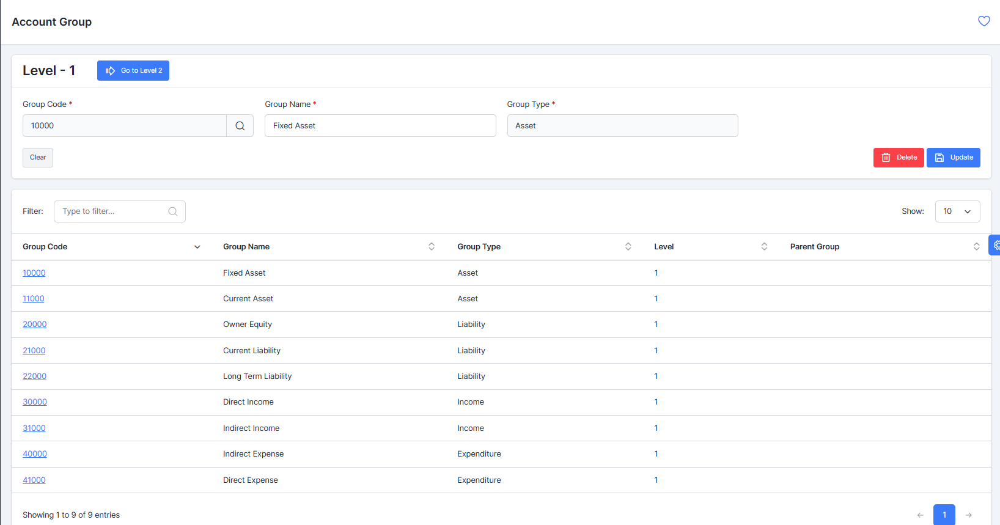 Account Group
Level - 1 Go to Level 2
Group Code * Group Name * Group Type *
10000 Fixed Asset Asset
Clear Delete Update
Filter: Type to filter... Show: 10
Group Code Group Name Group Type Level Parent Group
10000 Fixed Asset Asset 1
11000 Current Asset Asset 1
20000 Owner Equity Liability 1
21000 Current Liability Liability 1
22000 Long Term Liability Liability 1
30000 Direct Income Income 1
31000 Indirect Income Income 1
40000 Indirect Expense Expenditure 1
41000 Direct Expense Expenditure 1
Showing 1 to 9 of 9 entries ← 1 →